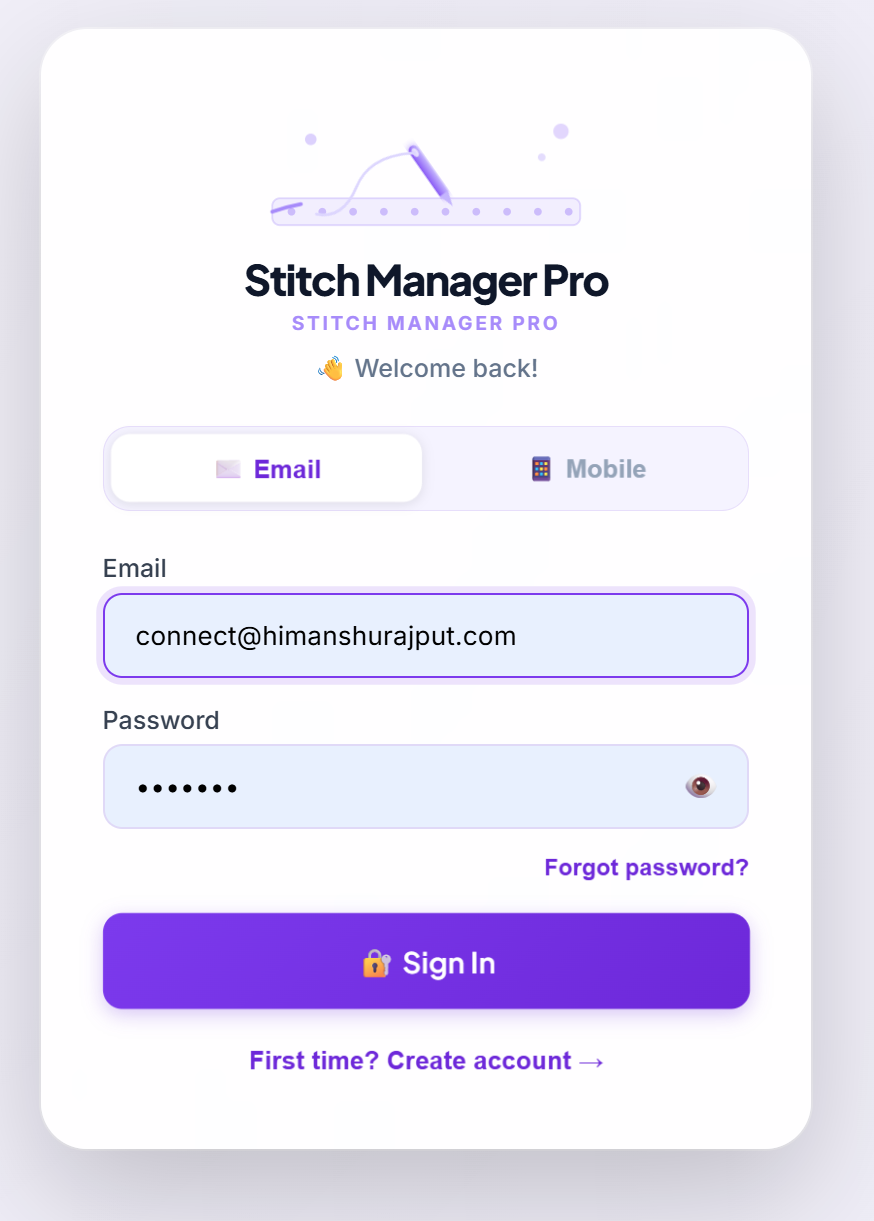 Stitch Manager Pro
STITCH MANAGER PRO
👋 Welcome back!
Email
Mobile
Email
connect@himanshurajput.com
Password
•••••••
Forgot password?
Sign In
First time? Create account →